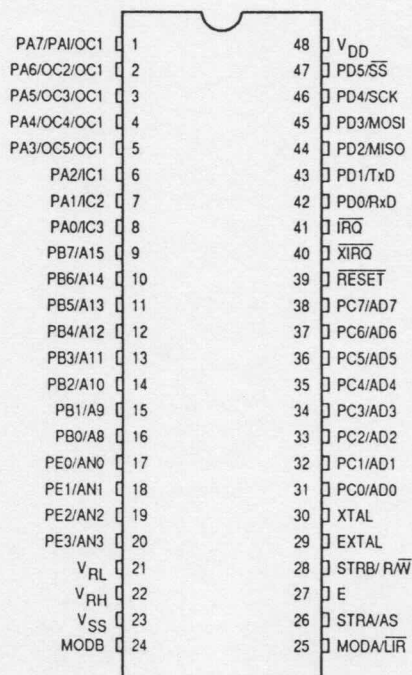 PA7/PAI/OC1 1 48 VDD
PA6/OC2/OC1 2 47 PD5/S̅S̅
PA5/OC3/OC1 3 46 PD4/SCK
PA4/OC4/OC1 4 45 PD3/MOSI
PA3/OC5/OC1 5 44 PD2/MISO
PA2/IC1 6 43 PD1/TxD
PA1/IC2 7 42 PD0/RxD
PA0/IC3 8 41 I̅R̅Q̅
PB7/A15 9 40 X̅I̅R̅Q̅
PB6/A14 10 39 R̅E̅S̅E̅T̅
PB5/A13 11 38 PC7/AD7
PB4/A12 12 37 PC6/AD6
PB3/A11 13 36 PC5/AD5
PB2/A10 14 35 PC4/AD4
PB1/A9 15 34 PC3/AD3
PB0/A8 16 33 PC2/AD2
PE0/AN0 17 32 PC1/AD1
PE1/AN1 18 31 PC0/AD0
PE2/AN2 19 30 XTAL
PE3/AN3 20 29 EXTAL
VRL 21 28 STRB/ R/W̅
VRH 22 27 E
VSS 23 26 STRA/AS
MODB 24 25 MODA/L̅I̅R̅